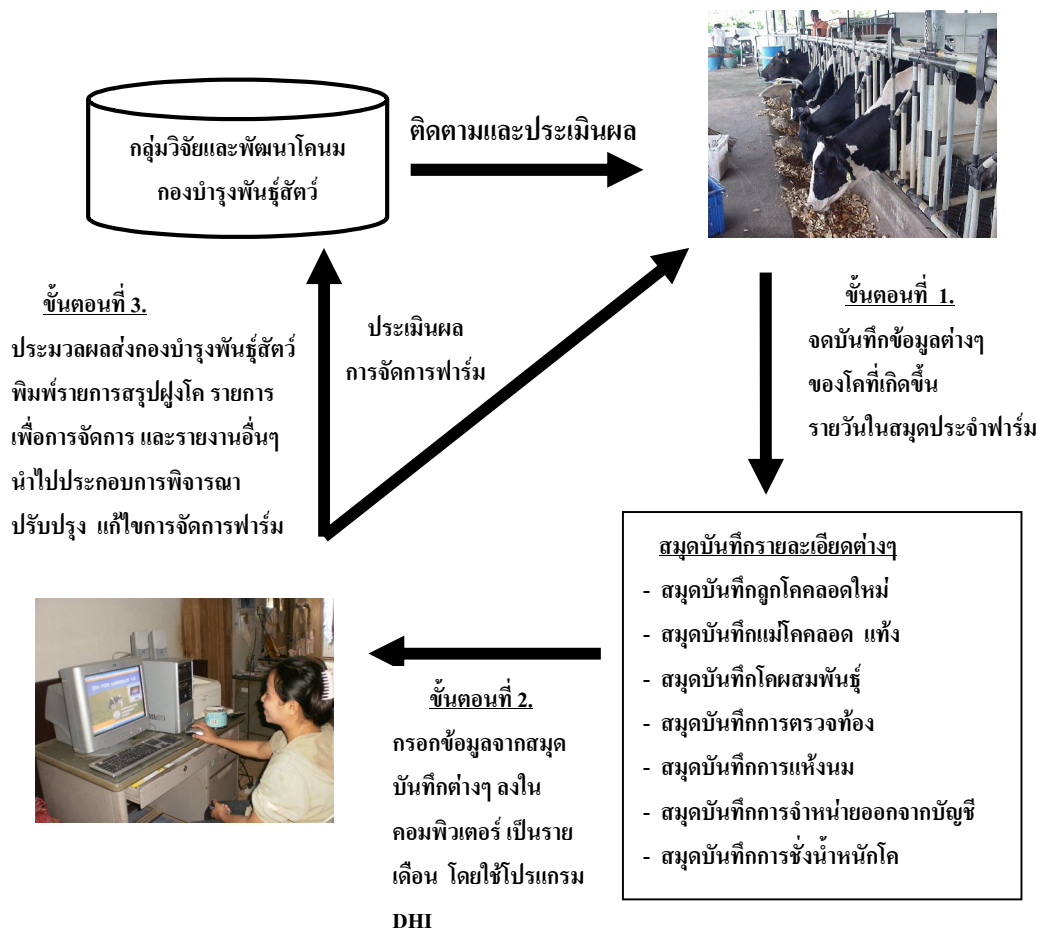 กลุ่มวิจัยและพัฒนาโคนม
กองบำรุงพันธุ์สัตว์
ติดตามและประเมินผล
ขั้นตอนที่ 3.
ประมวลผลส่งกองบำรุงพันธุ์สัตว์
พิมพ์รายการสรุปฝูงโค รายการ
เพื่อการจัดการ และรายงานอื่นๆ
นำไปประกอบการพิจารณา
ปรับปรุง แก้ไขการจัดการฟาร์ม
ประเมินผล
การจัดการฟาร์ม
ขั้นตอนที่ 1.
จดบันทึกข้อมูลต่างๆ
ของโคที่เกิดขึ้น
รายวันในสมุดประจำฟาร์ม
สมุดบันทึกรายละเอียดต่างๆ
- สมุดบันทึกลูกโคคลอดใหม่
- สมุดบันทึกแม่โคคลอด แท้ง
- สมุดบันทึกโคผสมพันธุ์
- สมุดบันทึกการตรวจท้อง
- สมุดบันทึกการแห้งนม
- สมุดบันทึกการจำหน่ายออกจากบัญชี
- สมุดบันทึกการชั่งน้ำหนักโค
ขั้นตอนที่ 2.
กรอกข้อมูลจากสมุด
บันทึกต่างๆ ลงใน
คอมพิวเตอร์ เป็นราย
เดือน โดยใช้โปรแกรม
DHI